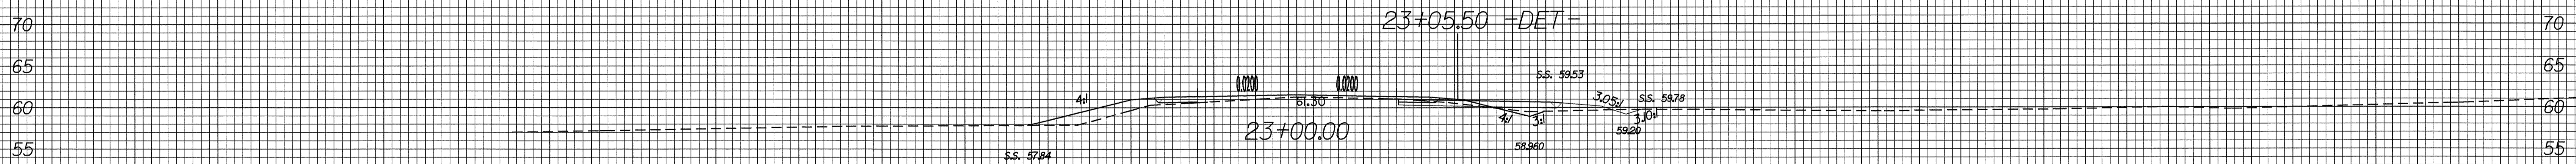 23+05.50 -DET-
70 70
65 S.S. 59.53 65
0.0200 0.0200
60 4:1 61.30 3.05:1 S.S. 59.78 60
4:1 3:1 3.10:1
23+00.00 59.20
55 S.S. 57.84 58.960 55